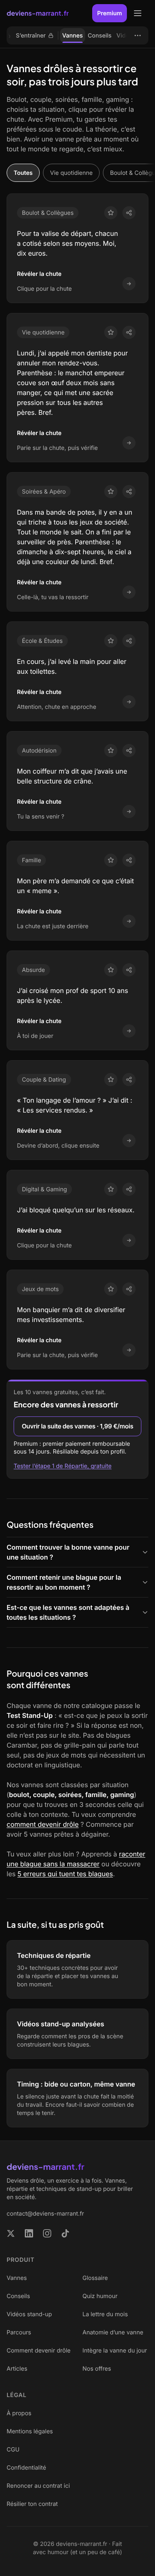 deviens-marrant.fr
Premium
S'entraîner
Vannes
Conseils
Vannes drôles à ressortir ce
soir, pas trois jours plus tard
Boulot, couple, soirées, famille, gaming :
choisis ta situation, clique pour révéler la
chute. Avec Premium, tu gardes tes
préférées sous le coude. La théorie, c'est
bien. Avoir une vanne prête au moment où
tout le monde te regarde, c'est mieux.
Toutes
Vie quotidienne
Boulot & Collègues
Boulot & Collègues
Pour ta valise de départ, chacun
a cotisé selon ses moyens. Moi,
dix euros.
Révéler la chute
Clique pour la chute
Vie quotidienne
Lundi, j'ai appelé mon dentiste pour
annuler mon rendez-vous.
Parenthèse : le manchot empereur
couve un œuf deux mois sans
manger, ce qui met une sacrée
pression sur tous les autres
pères. Bref.
Révéler la chute
Parie sur la chute, puis vérifie
Soirées & Apéro
Dans ma bande de potes, il y en a un
qui triche à tous les jeux de société.
Tout le monde le sait. On a fini par le
surveiller de près. Parenthèse : le
dimanche à dix-sept heures, le ciel a
déjà une couleur de lundi. Bref.
Révéler la chute
Celle-là, tu vas la ressortir
École & Études
En cours, j'ai levé la main pour aller
aux toilettes.
Révéler la chute
Attention, chute en approche
Autodérision
Mon coiffeur m'a dit que j'avais une
belle structure de crâne.
Révéler la chute
Tu la sens venir ?
Famille
Mon père m'a demandé ce que c'était
un « meme ».
Révéler la chute
La chute est juste derrière
Absurde
J'ai croisé mon prof de sport 10 ans
après le lycée.
Révéler la chute
À toi de jouer
Couple & Dating
« Ton langage de l'amour ? » J'ai dit :
« Les services rendus. »
Révéler la chute
Devine d'abord, clique ensuite
Digital & Gaming
J'ai bloqué quelqu'un sur les réseaux.
Révéler la chute
Clique pour la chute
Jeux de mots
Mon banquier m'a dit de diversifier
mes investissements.
Révéler la chute
Parie sur la chute, puis vérifie
Les 10 vannes gratuites, c'est fait.
Encore des vannes à ressortir
Ouvrir la suite des vannes · 1,99 €/mois
Premium : premier paiement remboursable
sous 14 jours. Résiliable depuis ton profil.
Tester l'étape 1 de Répartie, gratuite
Questions fréquentes
Comment trouver la bonne vanne pour
une situation ?
Comment retenir une blague pour la
ressortir au bon moment ?
Est-ce que les vannes sont adaptées à
toutes les situations ?
Pourquoi ces vannes
sont différentes
Chaque vanne de notre catalogue passe le
Test Stand-Up : « est-ce que je peux la sortir
ce soir et faire rire ? » Si la réponse est non,
elle n'est pas sur le site. Pas de blagues
Carambar, pas de grille-pain qui parle tout
seul, pas de jeux de mots qui nécessitent un
doctorat en linguistique.
Nos vannes sont classées par situation
(boulot, couple, soirées, famille, gaming)
pour que tu trouves en 3 secondes celle qui
colle à ton contexte. Tu veux comprendre
comment devenir drôle ? Commence par
avoir 5 vannes prêtes à dégainer.
Tu veux aller plus loin ? Apprends à raconter
une blague sans la massacrer ou découvre
les 5 erreurs qui tuent tes blagues.
La suite, si tu as pris goût
Techniques de répartie
30+ techniques concrètes pour avoir
de la répartie et placer tes vannes au
bon moment.
Vidéos stand-up analysées
Regarde comment les pros de la scène
construisent leurs blagues.
Timing : bide ou carton, même vanne
Le silence juste avant la chute fait la moitié
du travail. Encore faut-il savoir combien de
temps le tenir.
deviens-marrant.fr
Deviens drôle, un exercice à la fois. Vannes,
répartie et techniques de stand-up pour briller
en société.
contact@deviens-marrant.fr
PRODUIT
Vannes
Glossaire
Conseils
Quiz humour
Vidéos stand-up
La lettre du mois
Parcours
Anatomie d'une vanne
Comment devenir drôle
Intègre la vanne du jour
Articles
Nos offres
LÉGAL
À propos
Mentions légales
CGU
Confidentialité
Renoncer au contrat ici
Résilier ton contrat
© 2026 deviens-marrant.fr · Fait
avec humour (et un peu de café)